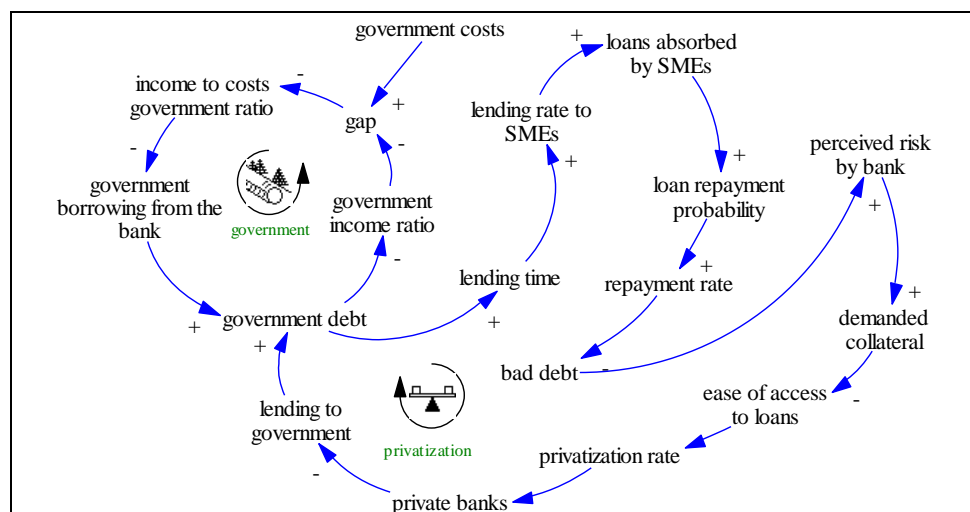 government costs
+
loans absorbed
by SMEs
-
income to costs
government ratio
+
gap
lending rate to
SMEs
-
-
+
+
perceived risk
by bank
government
borrowing from the
bank
government
government
income ratio
loan repayment
probability
+
+
-
lending time
+
repayment rate
+
+
government debt
+
+
demanded
collateral
bad debt
-
-
ease of access
to loans
lending to
government
privatization
privatization rate
-
private banks